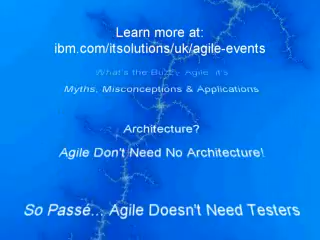 Learn more at:
ibm.com/itsolutions/uk/agile-events
What's the Buzz? Agile It's
Myths, Misconceptions & Applications
Architecture?
Agile Don't Need No Architecture!
So Passé... Agile Doesn't Need Testers